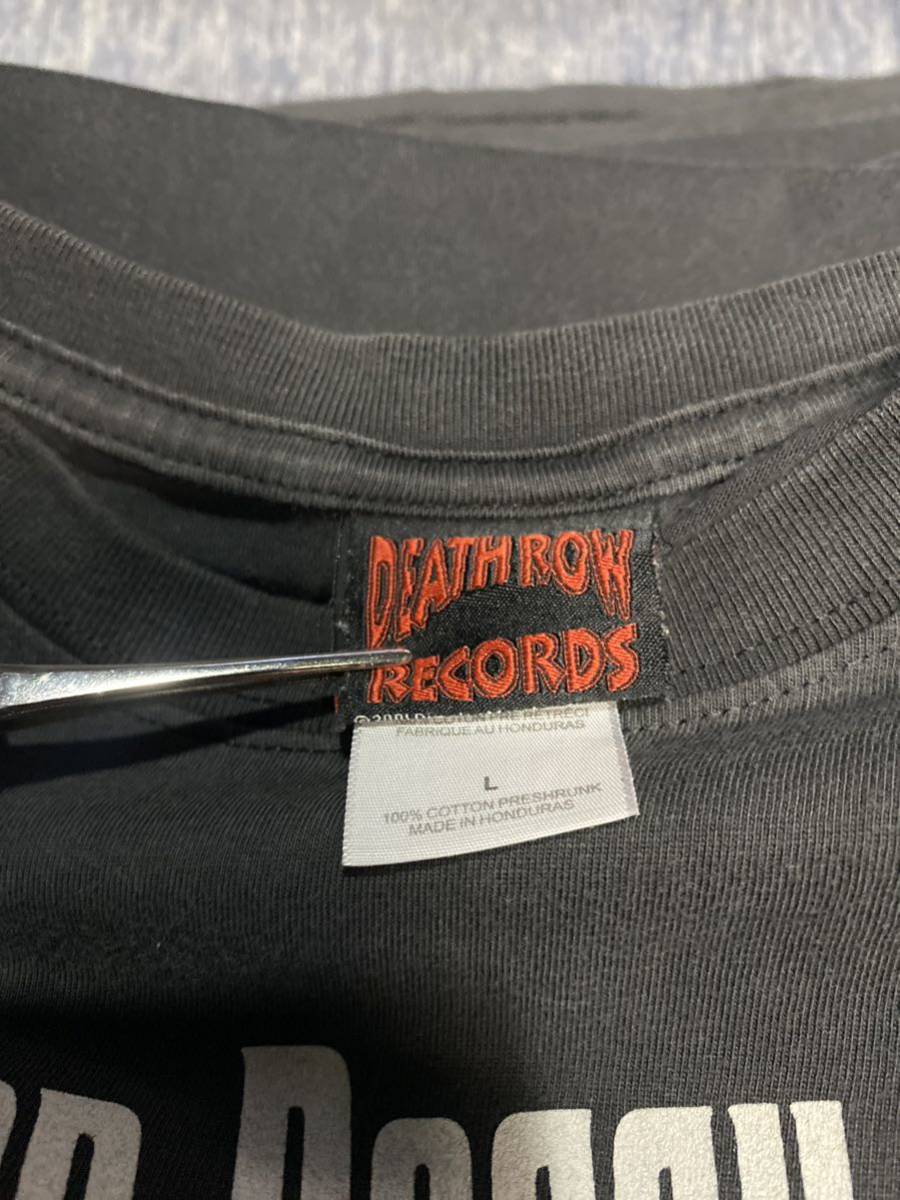 DEATH ROW
RECORDS
FABRIQUE AU HONDURAS
L
100% COTTON PRESHRUNK
MADE IN HONDURAS